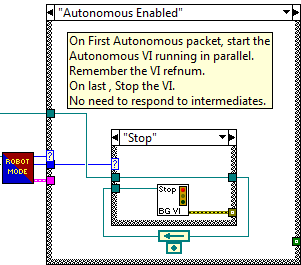 "Autonomous Enabled"
On First Autonomous packet, start the
Autonomous VI running in parallel.
Remember the VI refnum.
On last , Stop the VI.
No need to respond to intermediates.
"Stop"
ROBOT
MODE
?
?
Stop
BG VI